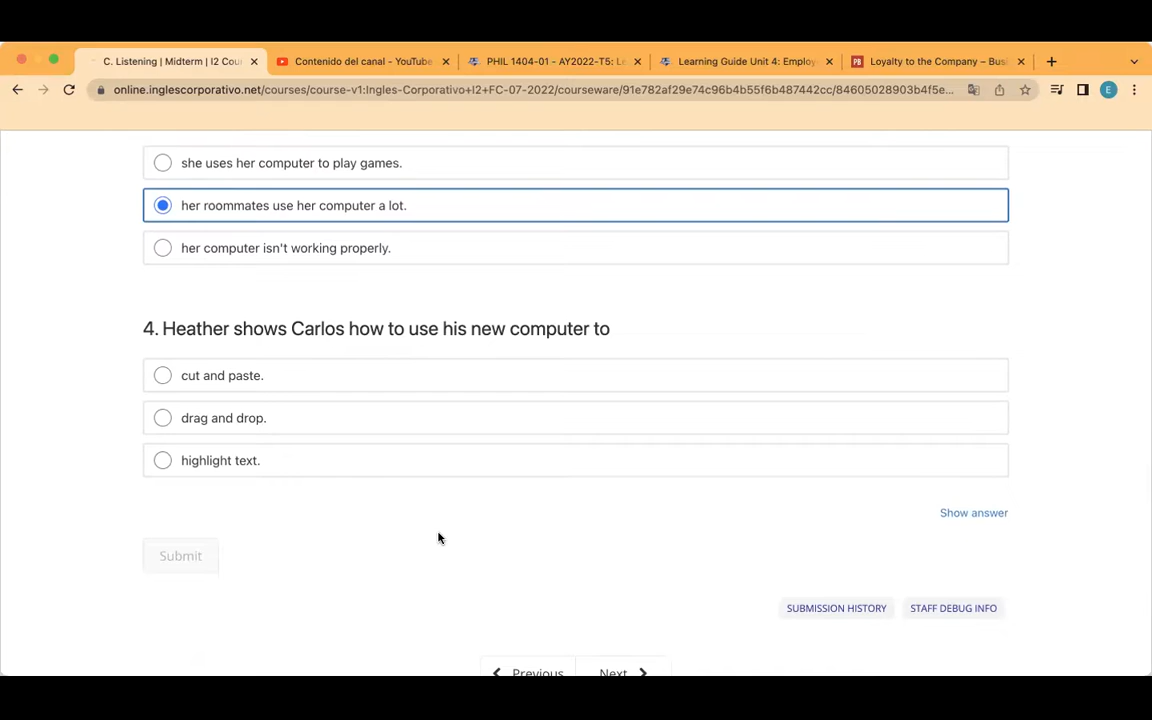 C. Listening | Midterm | I2 Cou
Contenido del canal - YouTube
PHIL 1404-01 - AY2022-T5: Le
Learning Guide Unit 4: Employ
Loyalty to the Company – Bus
online.inglescorporativo.net/courses/course-v1:Ingles-Corporativo+I2+FC-07-2022/courseware/91e782af29e74c96b4b55f6b487442cc/84605028903b4f5e...
E
she uses her computer to play games.
her roommates use her computer a lot.
her computer isn't working properly.
4. Heather shows Carlos how to use his new computer to
cut and paste.
drag and drop.
highlight text.
Show answer
Submit
SUBMISSION HISTORY
STAFF DEBUG INFO
Previous
Next